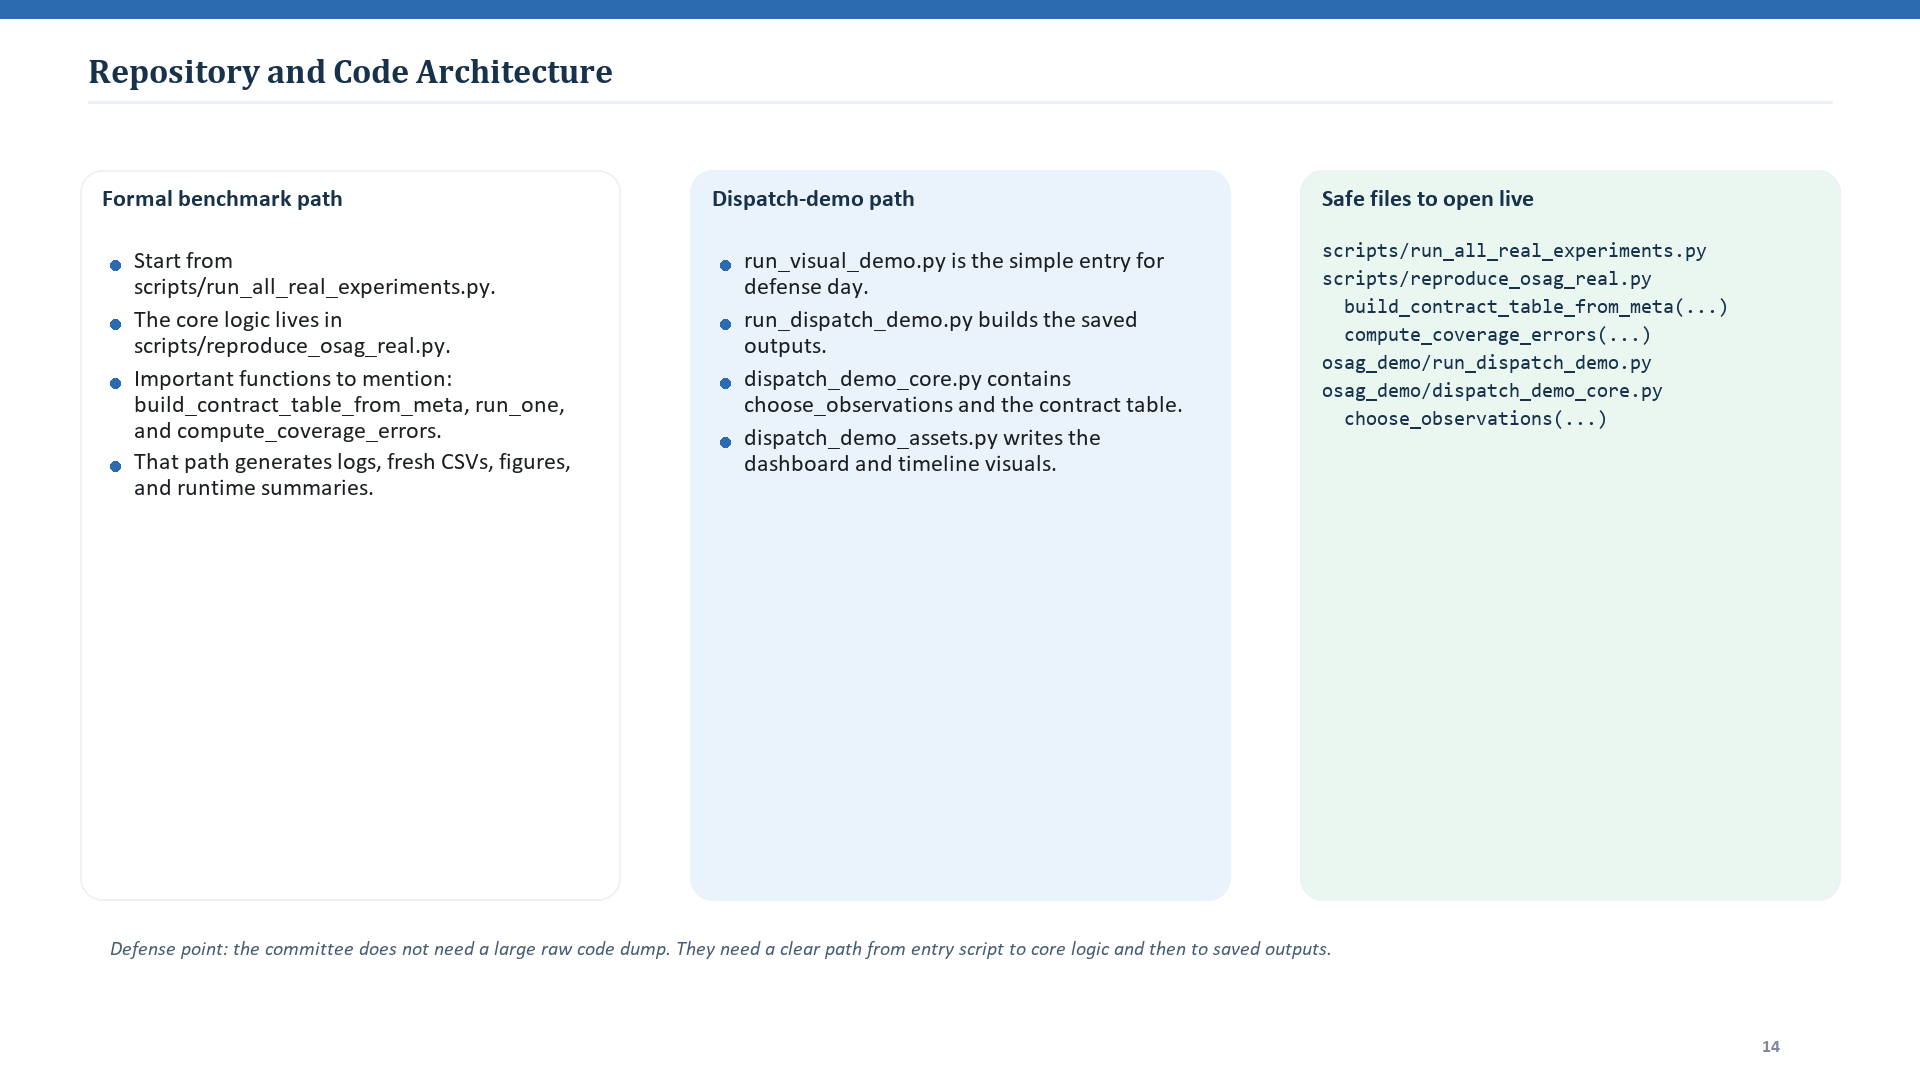 Repository and Code Architecture
Formal benchmark path
Start from
scripts/run_all_real_experiments.py.
The core logic lives in
scripts/reproduce_osag_real.py.
Important functions to mention:
build_contract_table_from_meta, run_one,
and compute_coverage_errors.
That path generates logs, fresh CSVs, figures,
and runtime summaries.
Dispatch-demo path
run_visual_demo.py is the simple entry for
defense day.
run_dispatch_demo.py builds the saved
outputs.
dispatch_demo_core.py contains
choose_observations and the contract table.
dispatch_demo_assets.py writes the
dashboard and timeline visuals.
Safe files to open live
scripts/run_all_real_experiments.py
scripts/reproduce_osag_real.py
  build_contract_table_from_meta(...)
  compute_coverage_errors(...)
osag_demo/run_dispatch_demo.py
osag_demo/dispatch_demo_core.py
  choose_observations(...)
Defense point: the committee does not need a large raw code dump. They need a clear path from entry script to core logic and then to saved outputs.
14